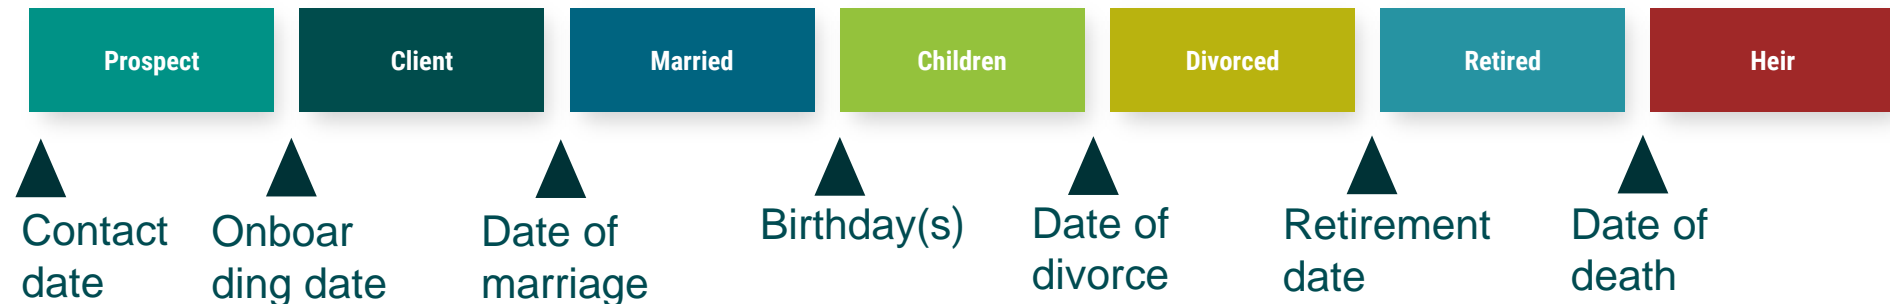 Prospect
Client
Married
Children
Divorced
Retired
Heir
Contact
date
Onboar
ding date
Date of
marriage
Birthday(s)
Date of
divorce
Retirement
date
Date of
death